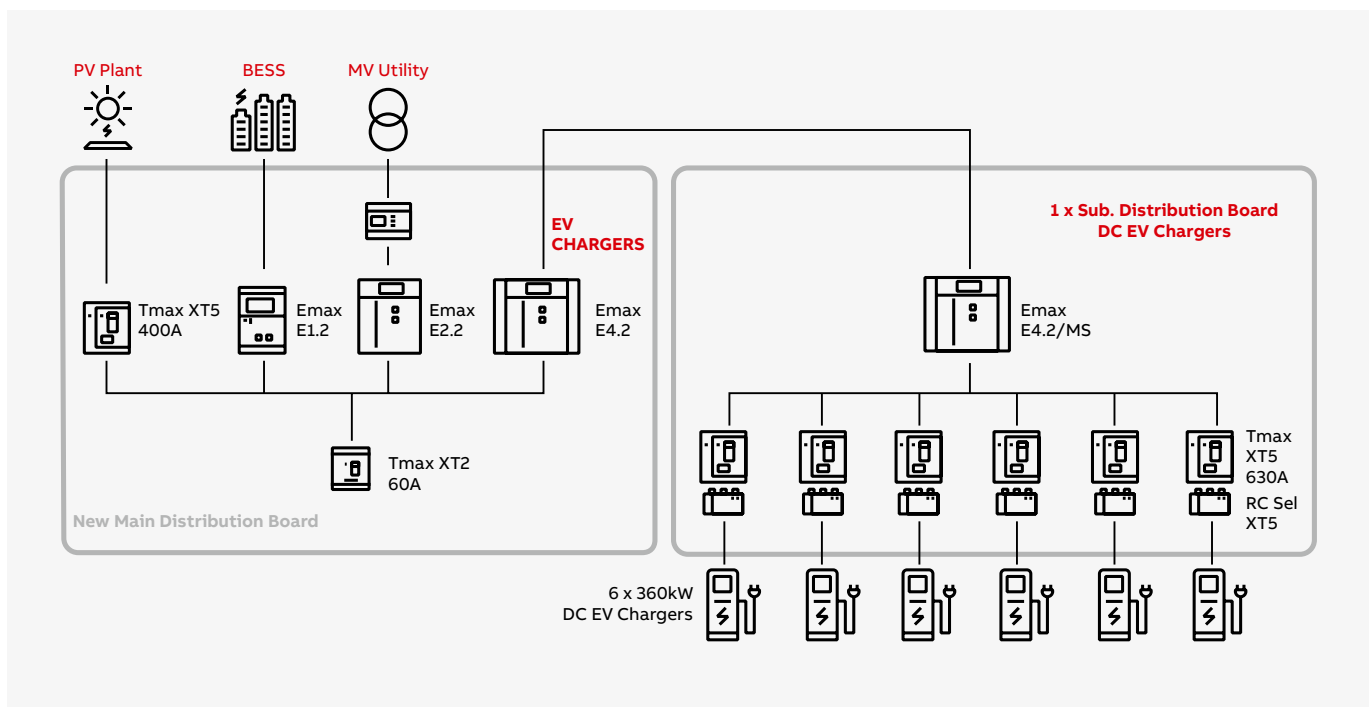 PV Plant
BESS
MV Utility
EV
CHARGERS
Tmax XT5
400A
Emax
E1.2
Emax
E2.2
Emax
E4.2
Tmax XT2
60A
New Main Distribution Board
1 x Sub. Distribution Board
DC EV Chargers
Emax
E4.2/MS
Tmax
XT5
630A
RC Sel
XT5
6 x 360kW
DC EV Chargers